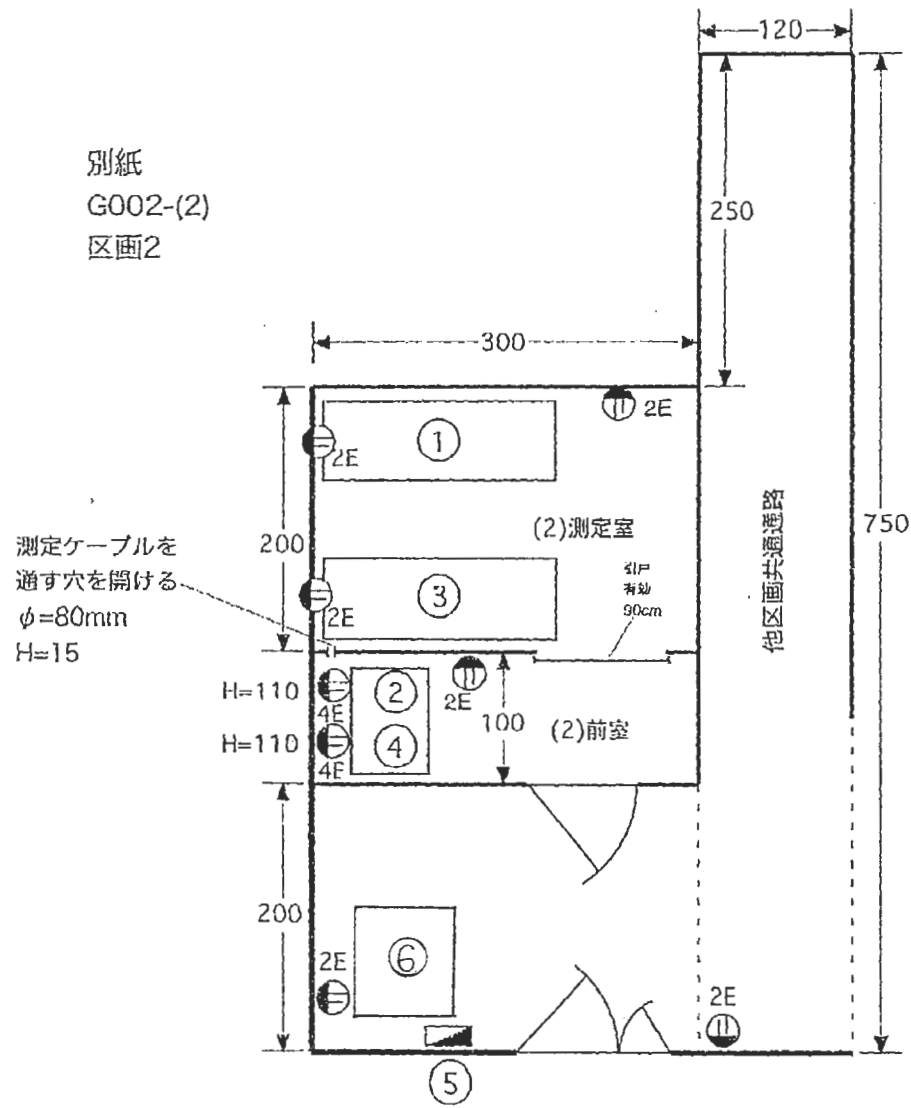 120
別紙
G002-(2)
区画2
250
300
2E
①
2E
750
200
(2)測定室
他区画共通通路
測定ケーブルを
通す穴を開ける
φ=80mm
H=15
引戸
有効
90cm
③
2E
H=110
②
2E
4E
100
(2)前室
H=110
④
4E
200
⑥
2E
2E
⑤